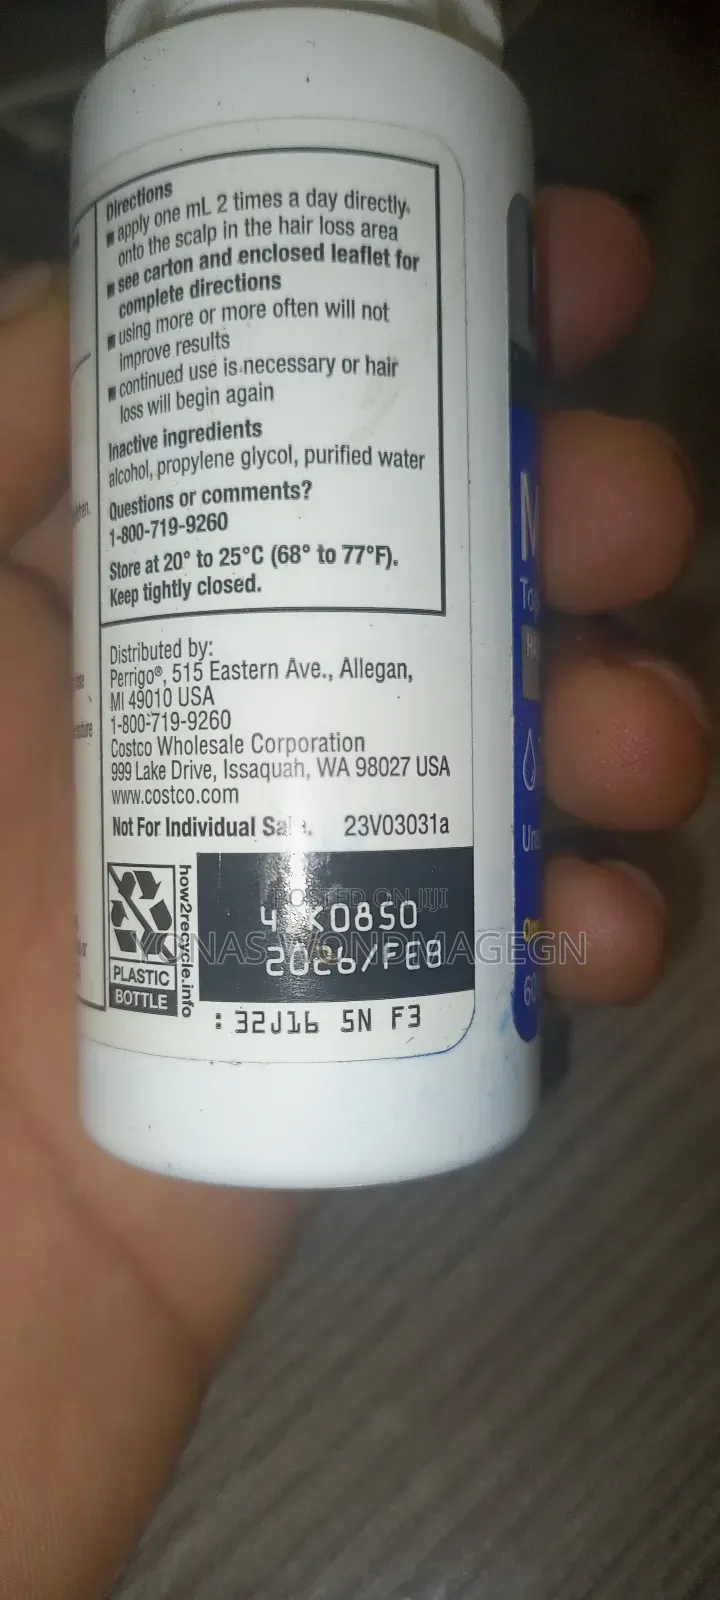 Directions
■ apply one mL 2 times a day directly
onto the scalp in the hair loss area
■ see carton and enclosed leaflet for
complete directions
■ using more or more often will not
improve results
■ continued use is necessary or hair
loss will begin again
Inactive ingredients
alcohol, propylene glycol, purified water
Questions or comments?
1-800-719-9260
Store at 20° to 25°C (68° to 77°F).
Keep tightly closed.
Distributed by:
Perrigo®, 515 Eastern Ave., Allegan,
MI 49010 USA
1-800-719-9260
Costco Wholesale Corporation
999 Lake Drive, Issaquah, WA 98027 USA
www.costco.com
Not For Individual 23V03031a
how2recycle.info
PLASTIC
BOTTLE
POSTED ON JIJI
YONAS WONDMAGEGN
2026/FEB
: 32J16 SN F3
M
60